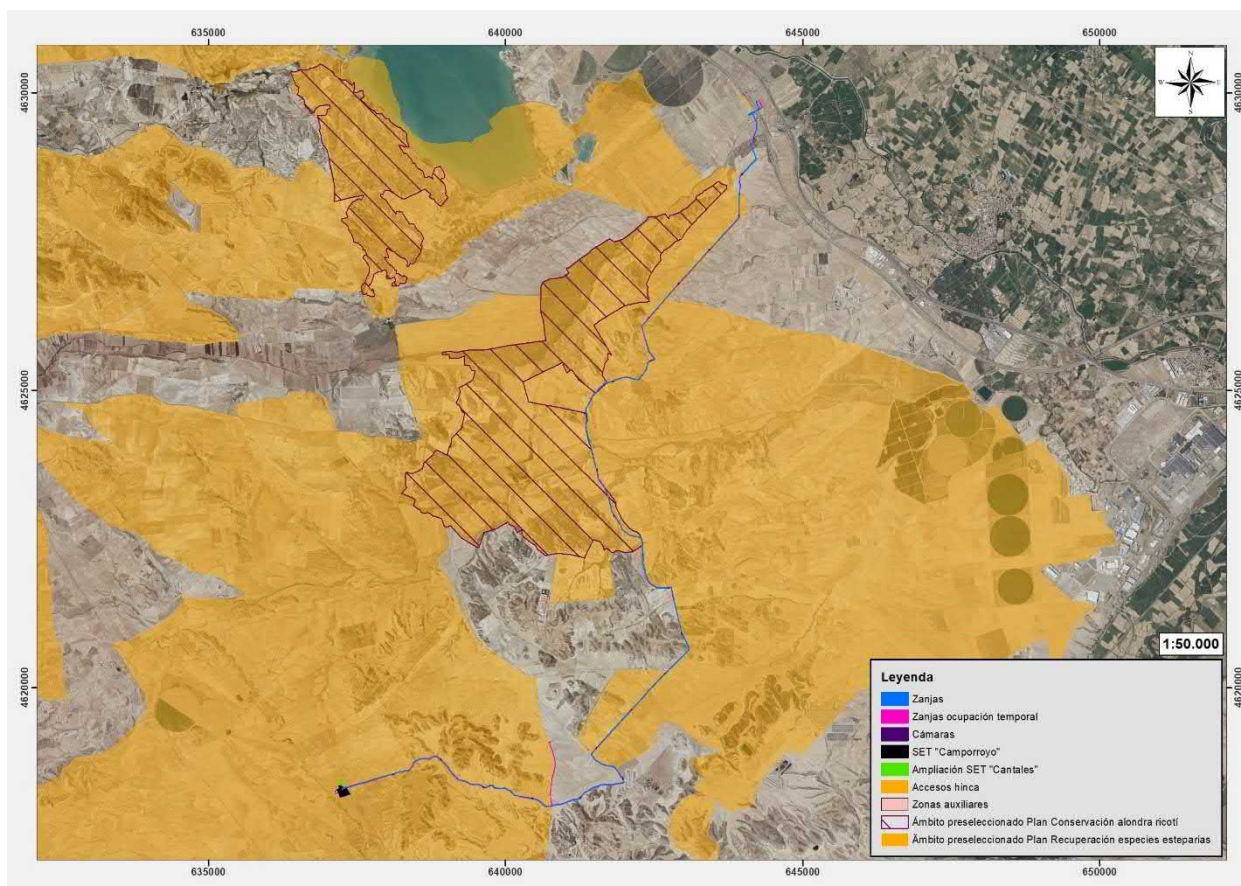 635000 640000 645000 650000
N
W E
S
4630000 4630000
4625000 4625000
1:50.000
4620000 4620000
Leyenda
Zanjas
Zanjas ocupación temporal
Cámaras
SET "Camporroyo"
Ampliación SET "Cantales"
Accesos hinca
Zonas auxiliares
Ámbito preseleccionado Plan Conservación alondra ricotí
Ámbito preseleccionado Plan Recuperación especies esteparias
635000 640000 645000 650000